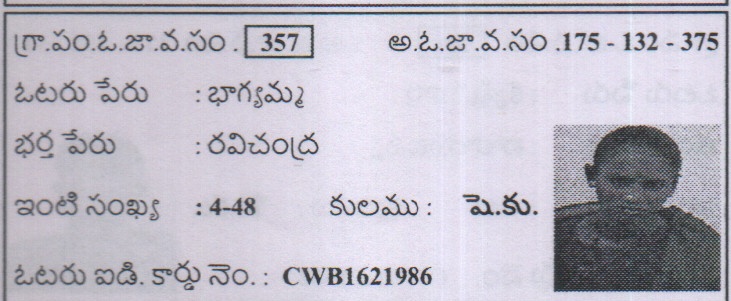 గ్రా.పం.ఓ.జా.వ.సం . 357 అ.ఓ.జా.వ.సం .175 - 132 - 375
ఓటరు పేరు : భాగ్యమ్మ
భర్త పేరు : రవిచంద్ర
ఇంటి సంఖ్య : 4-48 కులము : షె.కు.
ఓటరు ఐడి. కార్డు నెం. : CWB1621986